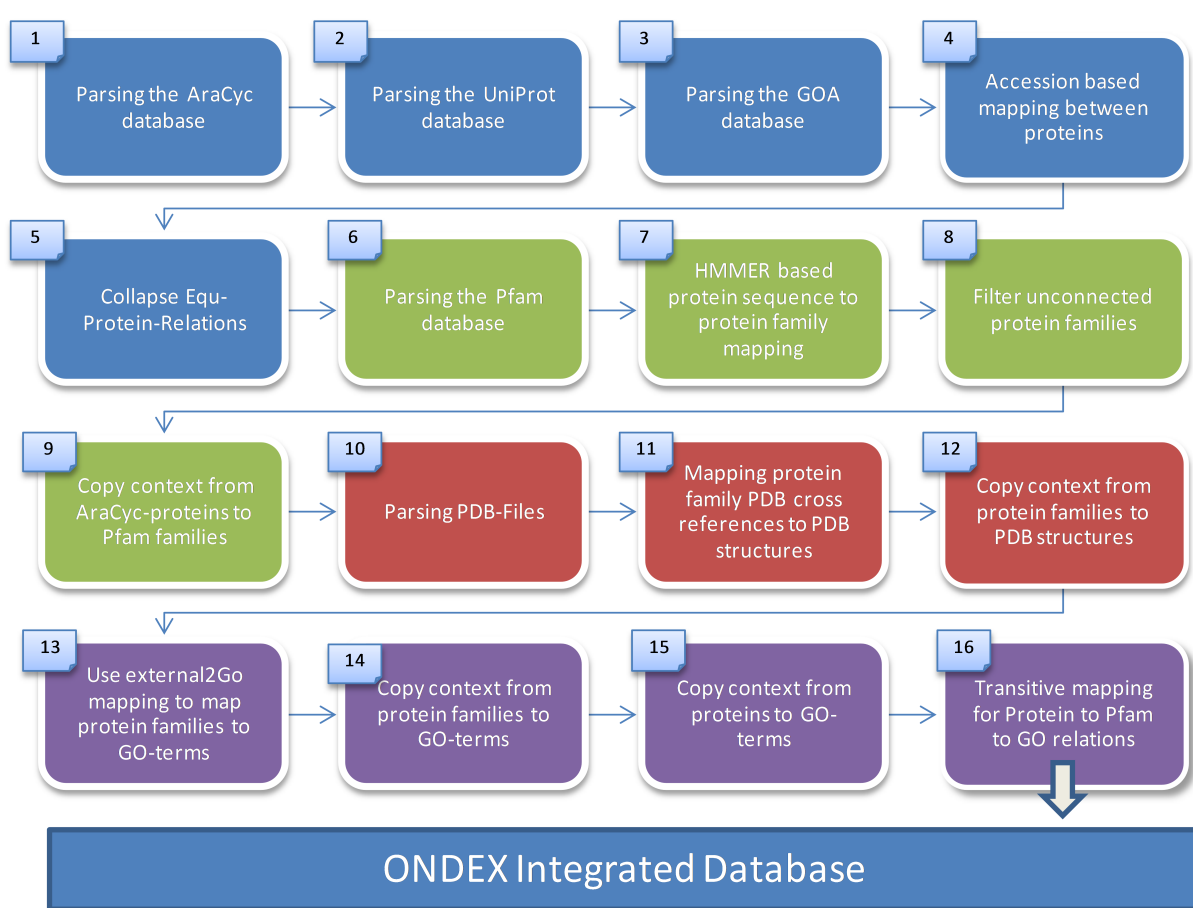 1
Parsing the AraCyc
database
2
Parsing the UniProt
database
3
Parsing the GOA
database
4
Accession based
mapping between
proteins
5
Collapse Equ-
Protein-Relations
6
Parsing the Pfam
database
7
HMMER based
protein sequence to
protein family
mapping
8
Filter unconnected
protein families
9
Copy context from
AraCyc-proteins to
Pfam families
10
Parsing PDB-Files
11
Mapping protein
family PDB cross
references to PDB
structures
12
Copy context from
protein families to
PDB structures
13
Use external2Go
mapping to map
protein families to
GO-terms
14
Copy context from
protein families to
GO-terms
15
Copy context from
proteins to GO-
terms
16
Transitive mapping
for Protein to Pfam
to GO relations
ONDEX Integrated Database